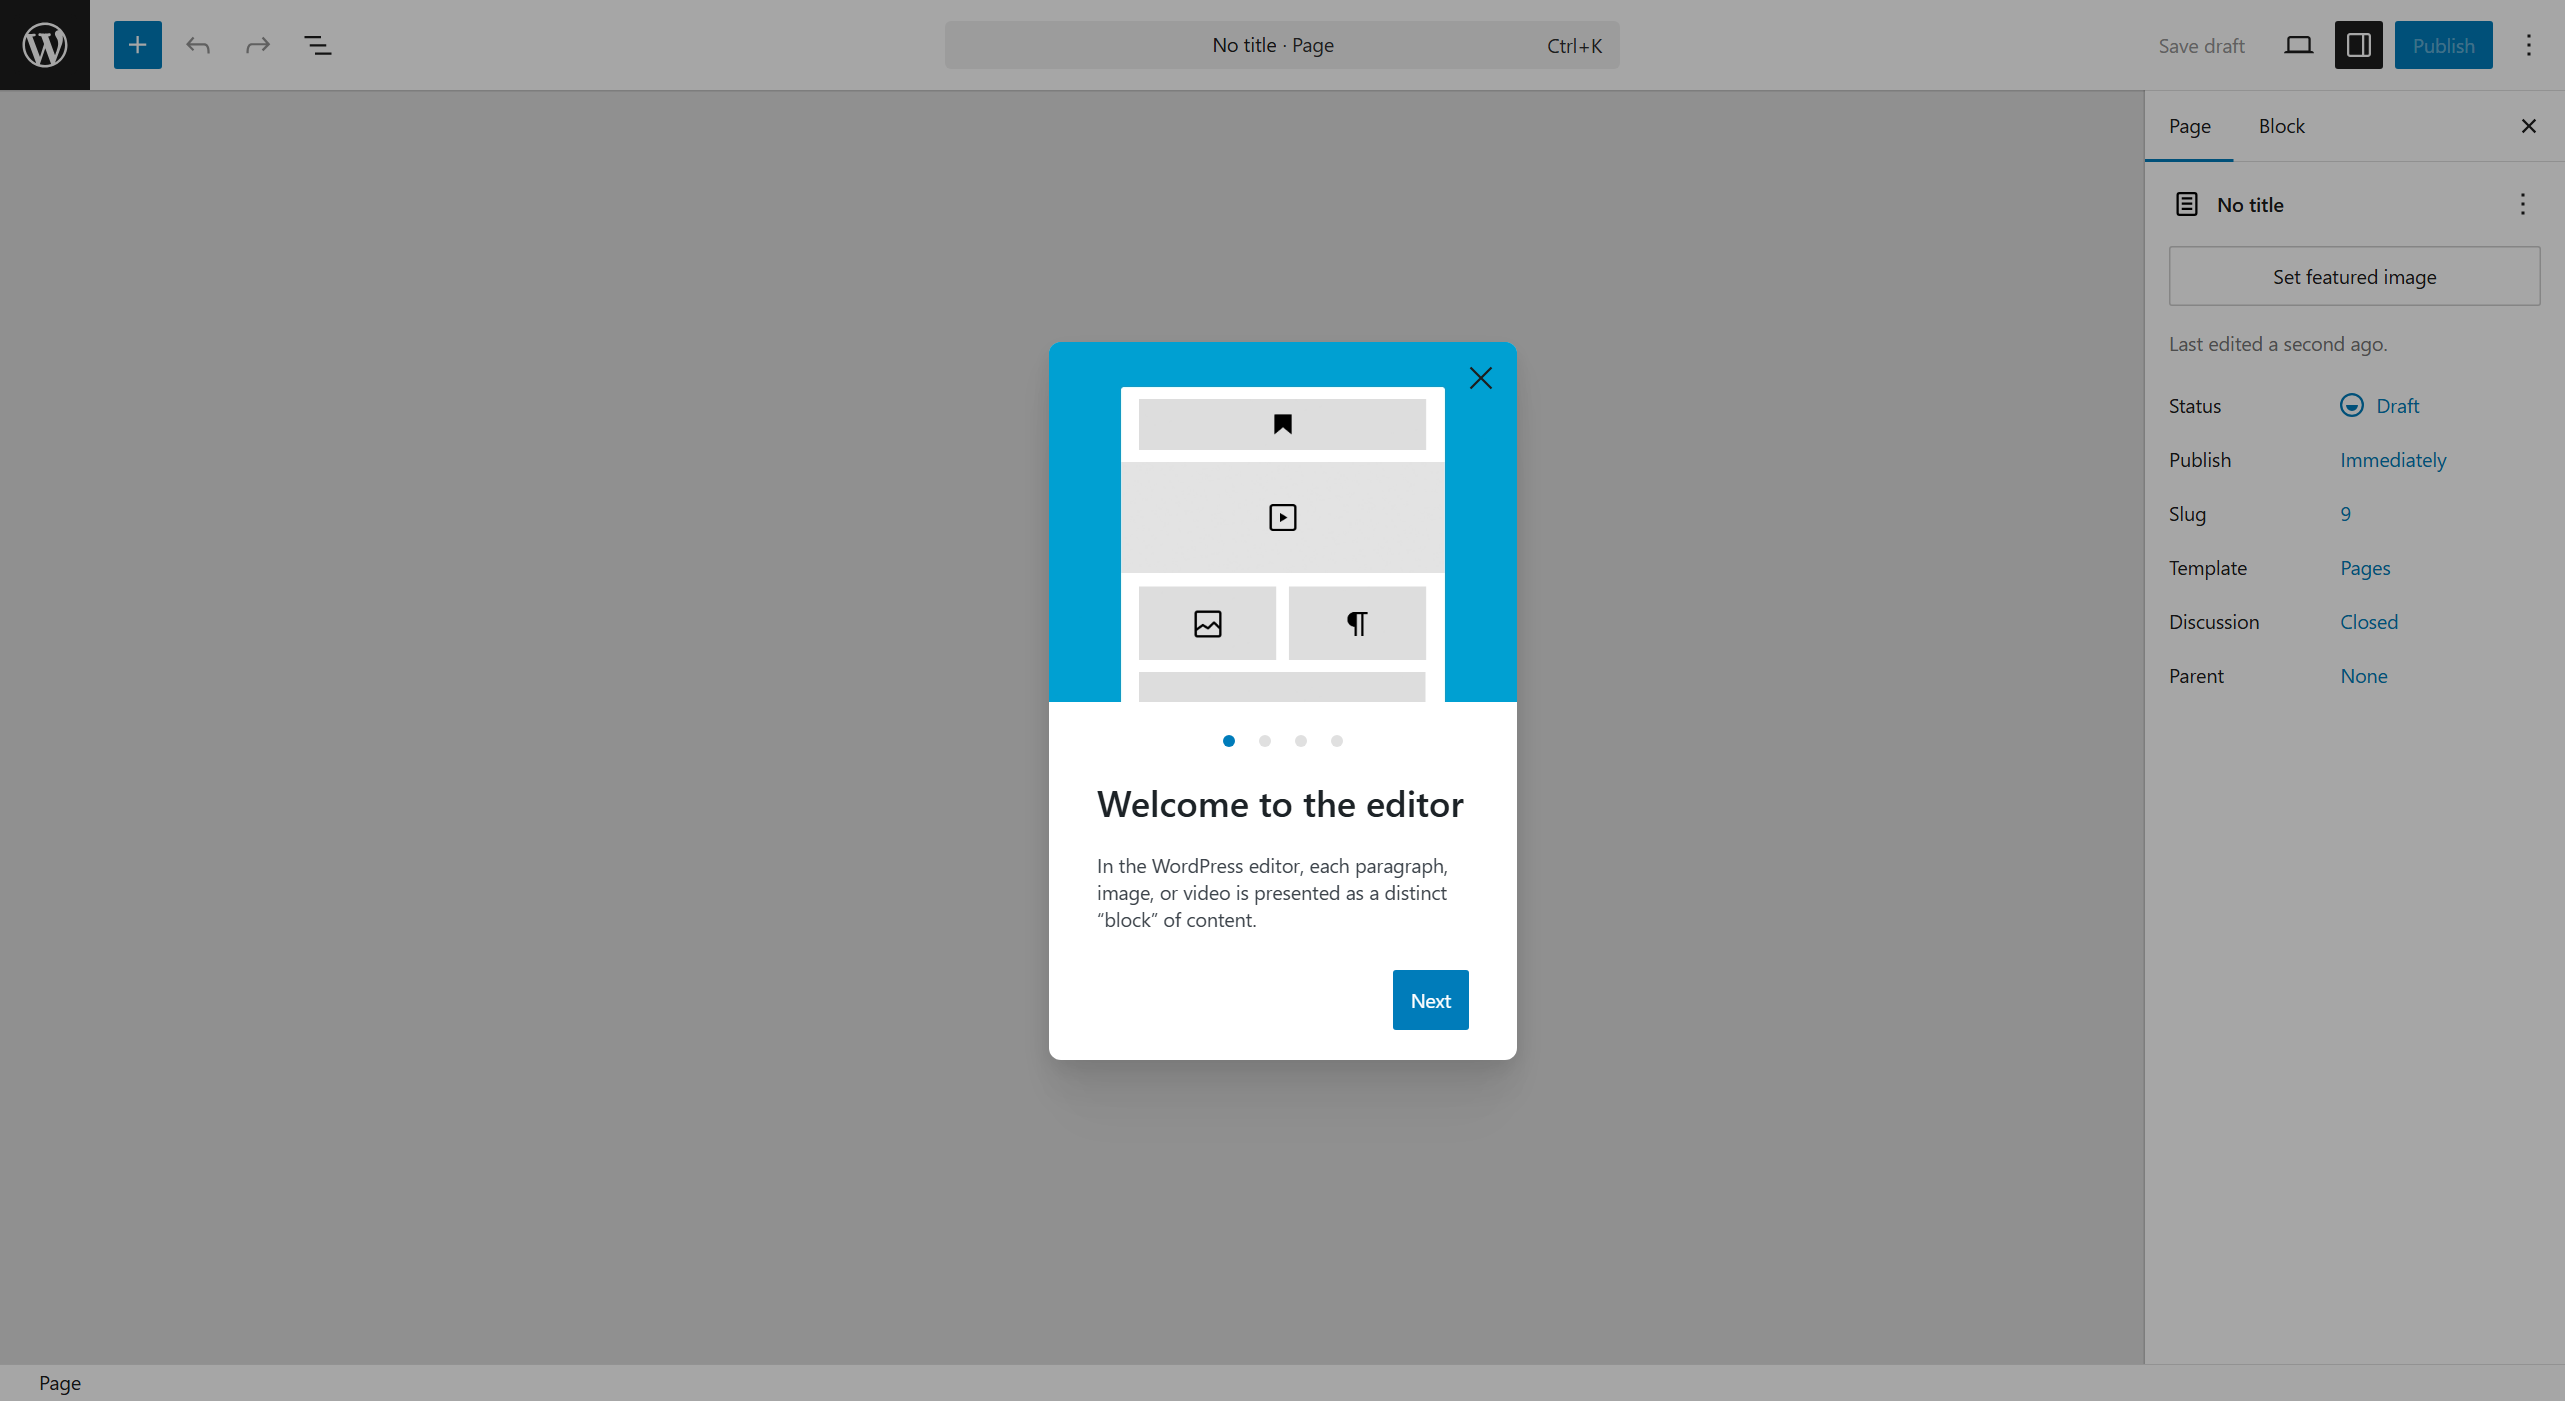 No title · Page
Ctrl+K
Save draft
Publish
Page
Block
No title
Set featured image
Last edited a second ago.
Status
Draft
Publish
Immediately
Slug
9
Template
Pages
Discussion
Closed
Parent
None
Welcome to the editor
In the WordPress editor, each paragraph,
image, or video is presented as a distinct
“block” of content.
Next
Page